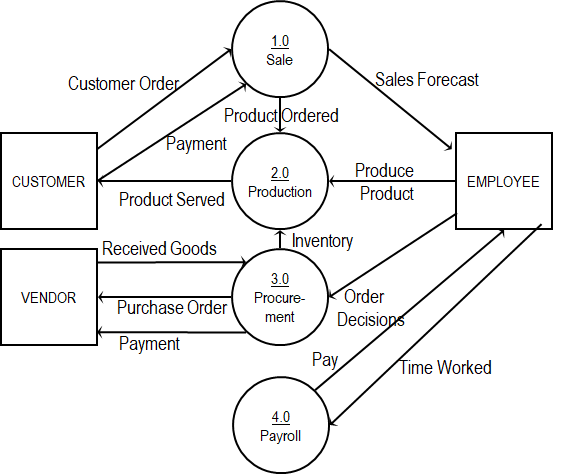 1.0
Sale
Customer Order
Sales Forecast
Product Ordered
Payment
CUSTOMER
2.0
Production
Produce
Product
EMPLOYEE
Product Served
Inventory
Received Goods
VENDOR
3.0
Procure-
ment
Purchase Order
Order
Decisions
Payment
Pay
Time Worked
4.0
Payroll